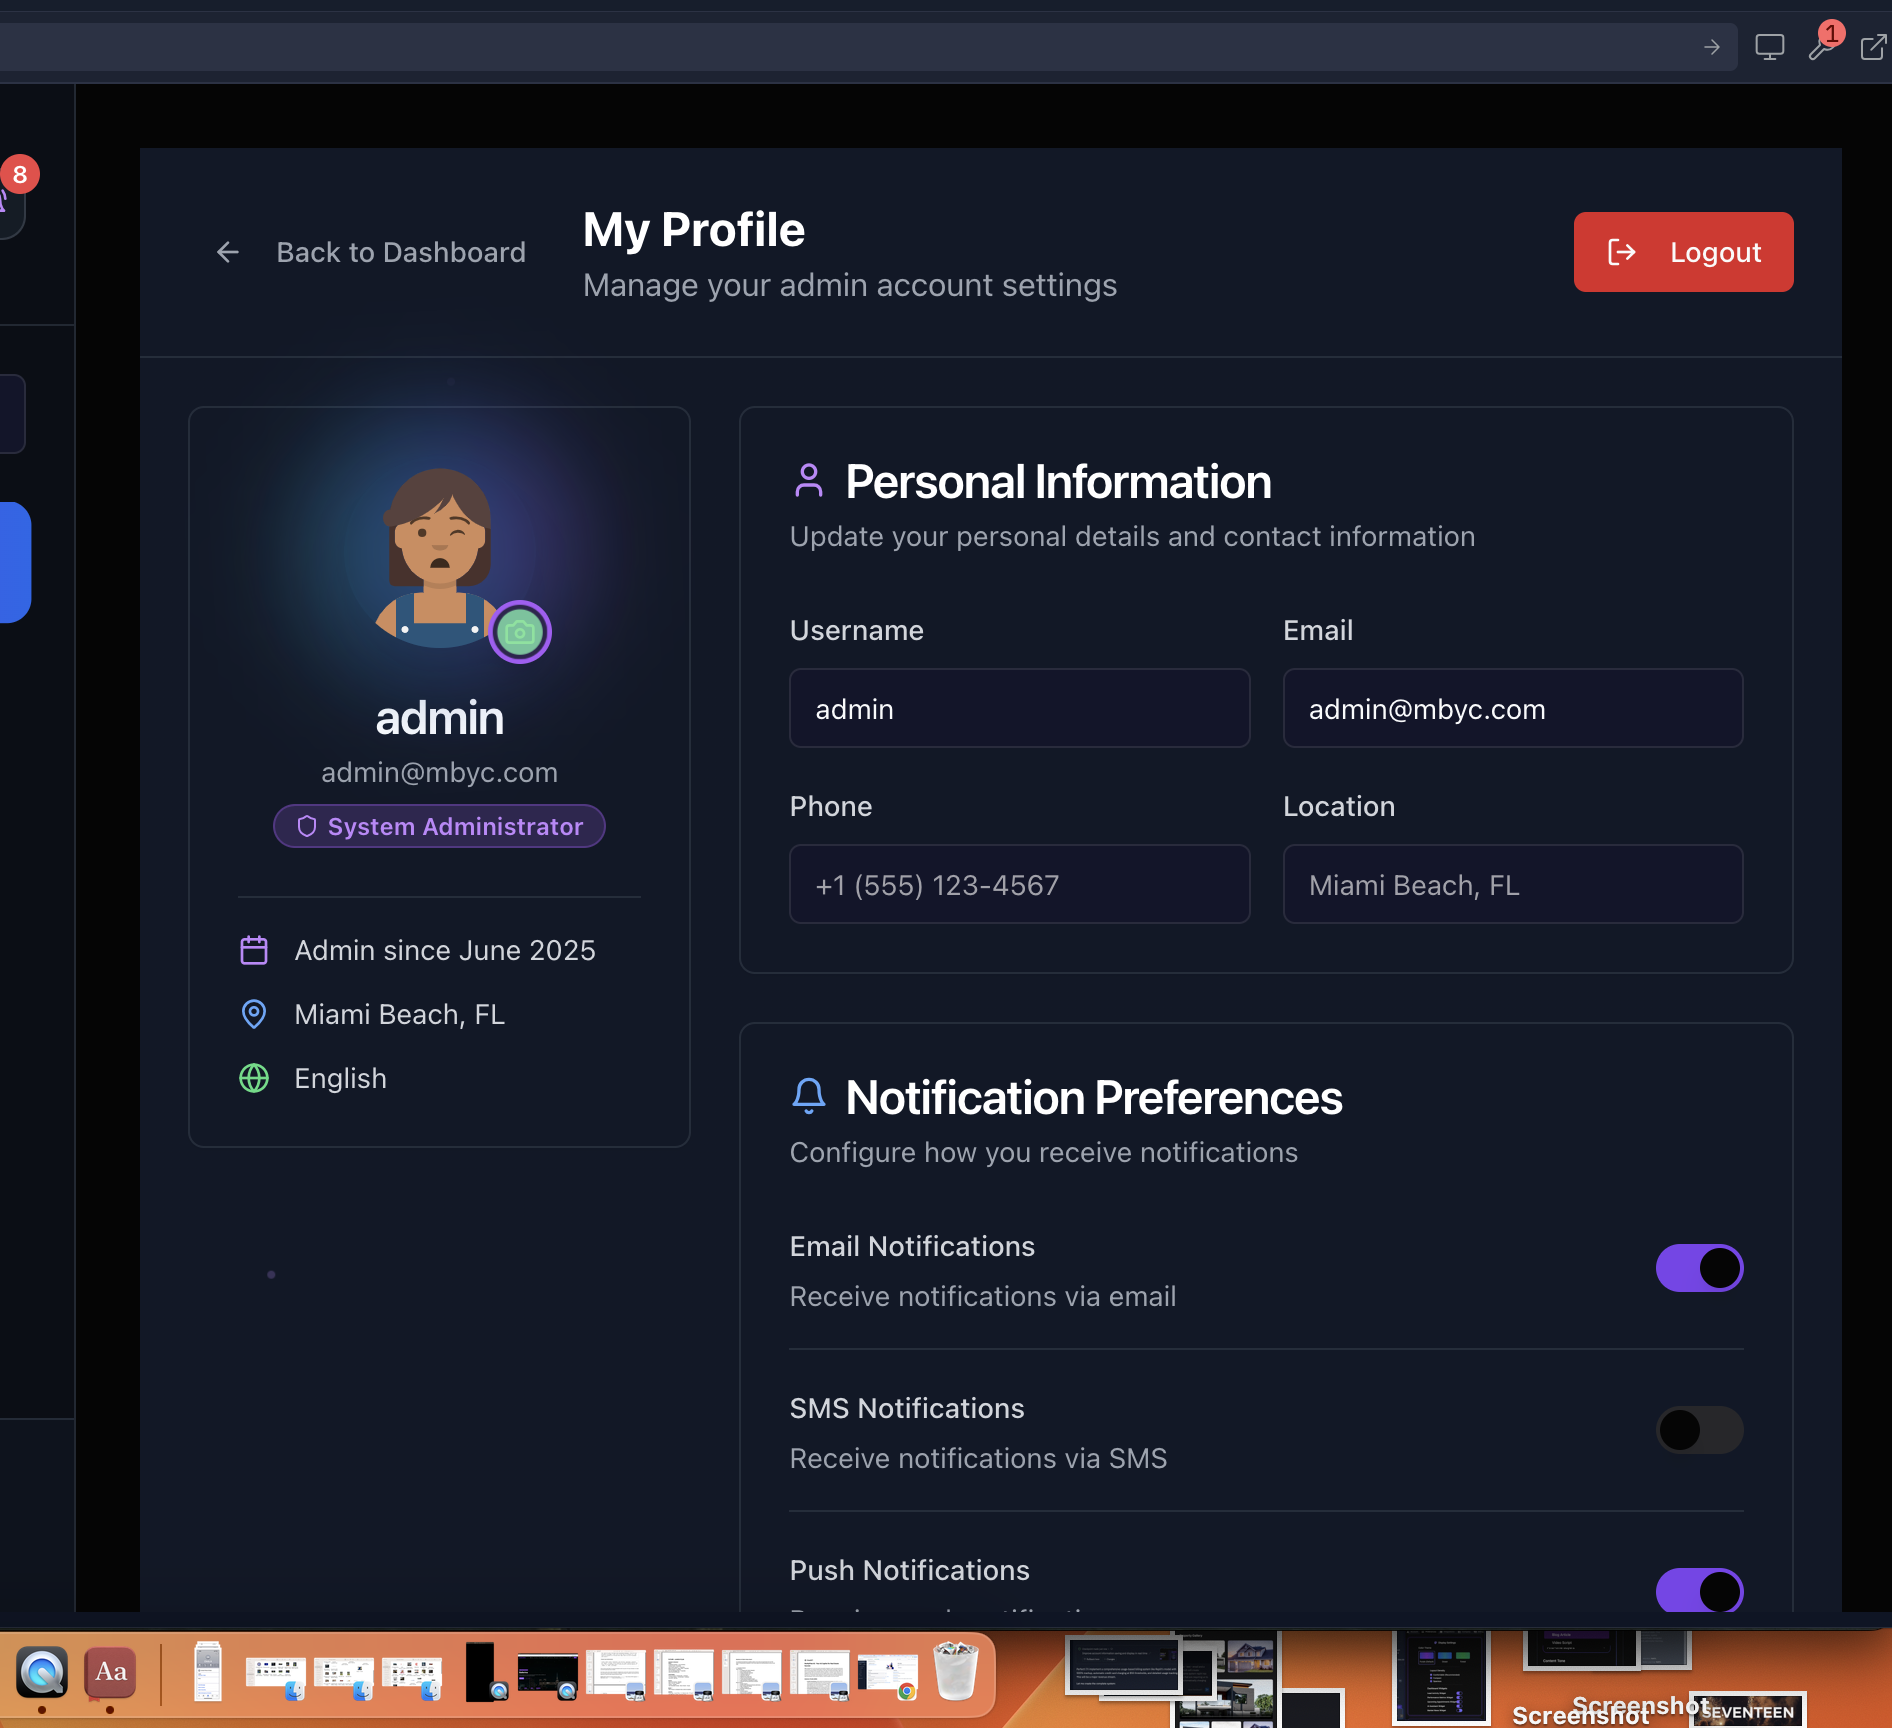 1
8
Back to Dashboard
My Profile
Manage your admin account settings
Logout
admin
admin@mbyc.com
System Administrator
Admin since June 2025
Miami Beach, FL
English
Personal Information
Update your personal details and contact information
Username
Email
admin
admin@mbyc.com
Phone
Location
+1 (555) 123-4567
Miami Beach, FL
Notification Preferences
Configure how you receive notifications
Email Notifications
Receive notifications via email
SMS Notifications
Receive notifications via SMS
Push Notifications
Aa
Screenshot
Screenshot
SEVENTEEN